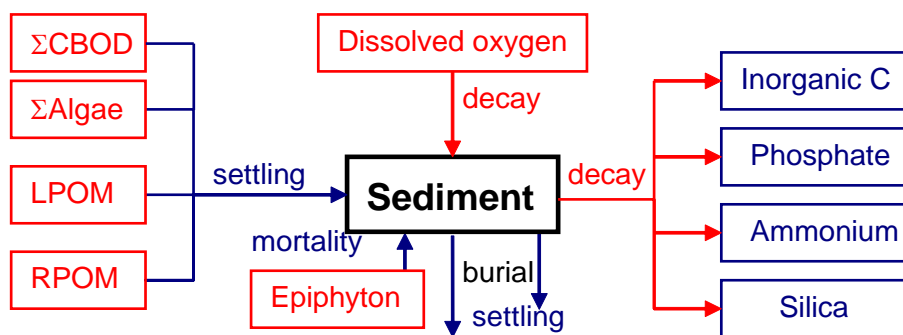 ΣCBOD
Dissolved oxygen
Inorganic C
ΣAlgae
decay
Phosphate
settling
decay
LPOM
Sediment
mortality
Ammonium
RPOM
Epiphyton
burial
settling
Silica